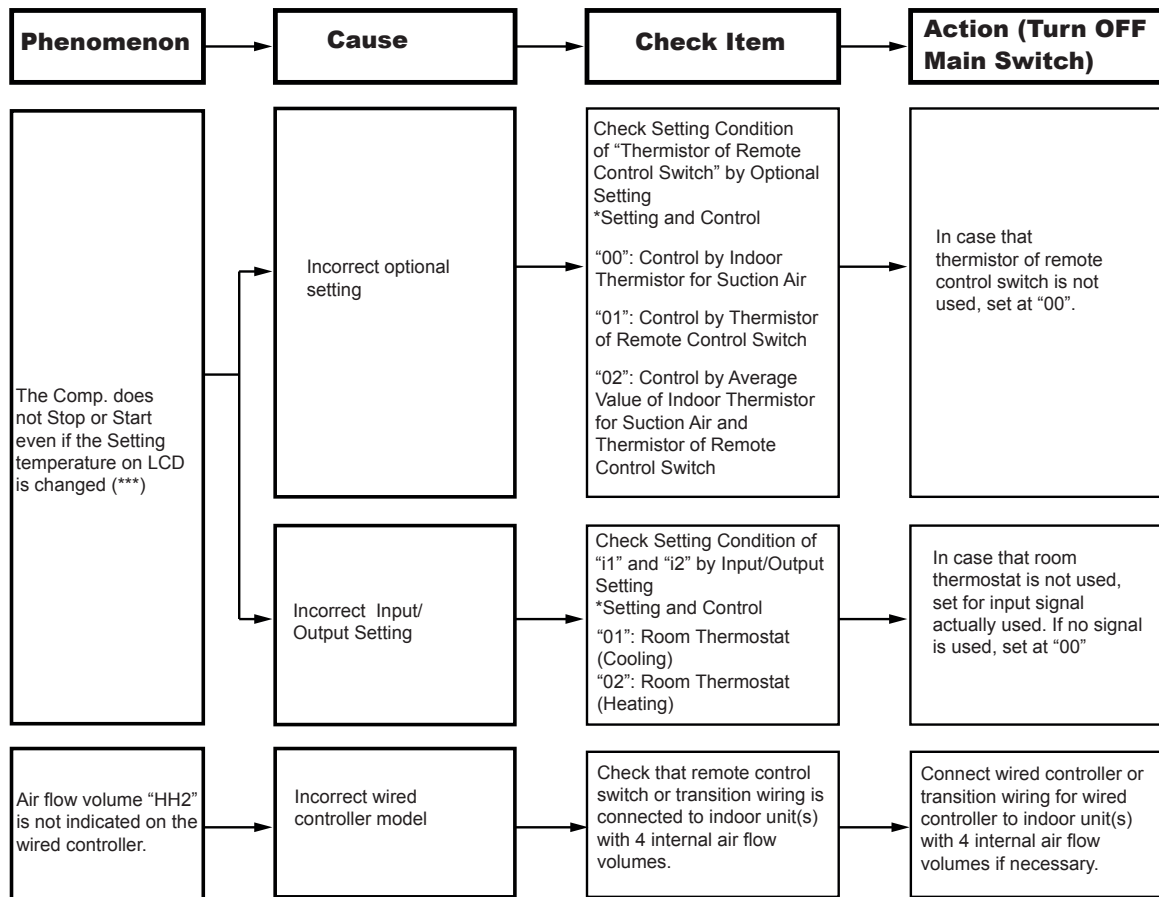 Phenomenon
Cause
Check Item
Action (Turn OFF
Main Switch)
The Comp. does
not Stop or Start
even if the Setting
temperature on LCD
is changed (***)
Incorrect optional
setting
Check Setting Condition
of “Thermistor of Remote
Control Switch” by Optional
Setting
*Setting and Control
“00”: Control by Indoor
Thermistor for Suction Air
“01”: Control by Thermistor
of Remote Control Switch
“02”: Control by Average
Value of Indoor Thermistor
for Suction Air and
Thermistor of Remote
Control Switch
In case that
thermistor of remote
control switch is not
used, set at “00”.
Incorrect Input/
Output Setting
Check Setting Condition of
“i1” and “i2” by Input/Output
Setting
*Setting and Control
“01”: Room Thermostat
(Cooling)
“02”: Room Thermostat
(Heating)
In case that room
thermostat is not used,
set for input signal
actually used. If no signal
is used, set at “00”
Air flow volume “HH2”
is not indicated on the
wired controller.
Incorrect wired
controller model
Check that remote control
switch or transition wiring is
connected to indoor unit(s)
with 4 internal air flow
volumes.
Connect wired controller or
transition wiring for wired
controller to indoor unit(s)
with 4 internal air flow
volumes if necessary.